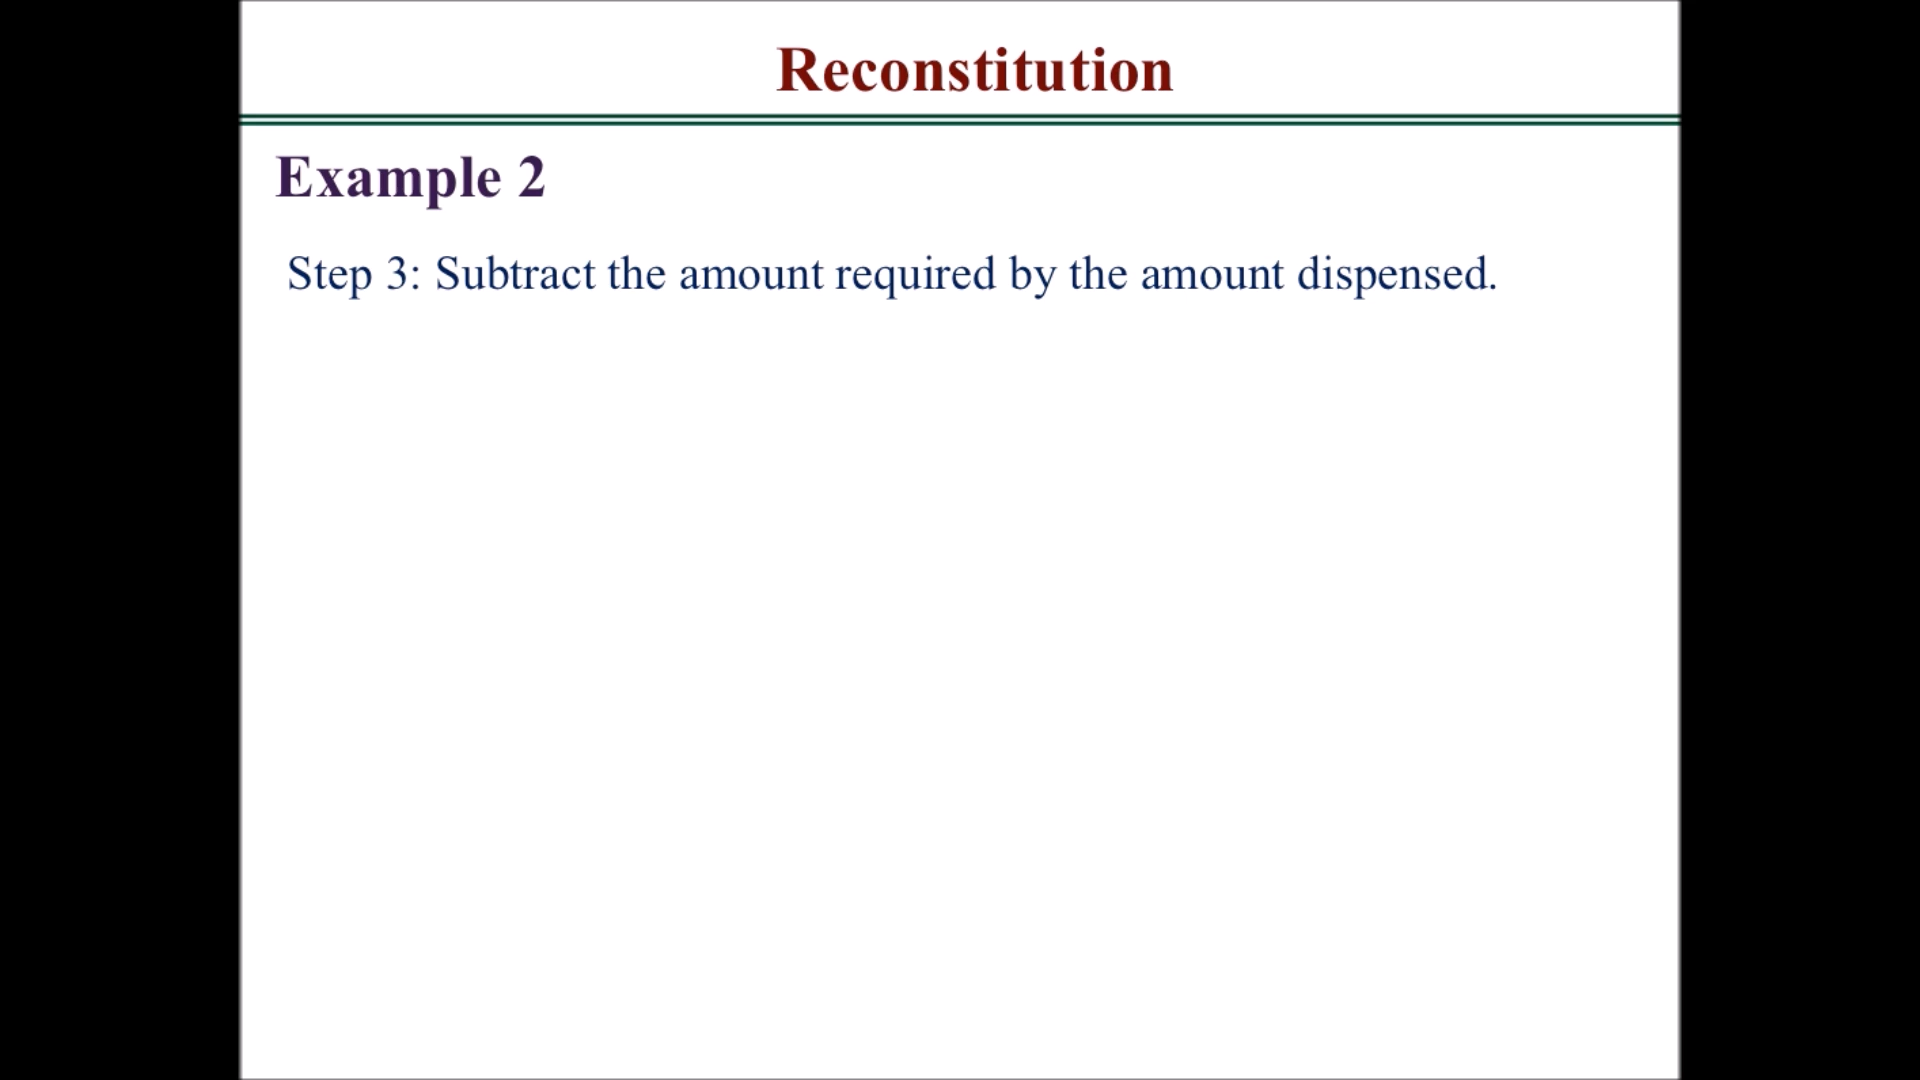 Reconstitution
Example 2
Step 3: Subtract the amount required by the amount dispensed.